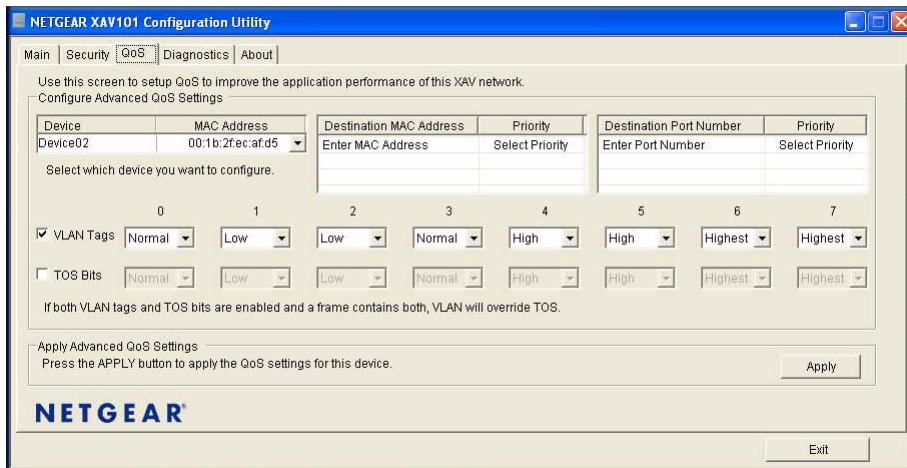 NETGEAR XAV101 Configuration Utility
Main Security QoS Diagnostics About
Use this screen to setup QoS to improve the application performance of this XAV network.
Configure Advanced QoS Settings
Device MAC Address
Device02 00:1b:2f:ec:af:d5
Select which device you want to configure.
Destination MAC Address Priority
Enter MAC Address Select Priority
Destination Port Number Priority
Enter Port Number Select Priority
0 1 2 3 4 5 6 7
VLAN Tags Normal Low Low Normal High High Highest Highest
TOS Bits Normal Low Low Normal High High Highest Highest
If both VLAN tags and TOS bits are enabled and a frame contains both, VLAN will override TOS.
Apply Advanced QoS Settings
Press the APPLY button to apply the QoS settings for this device.
Apply
NETGEAR®
Exit